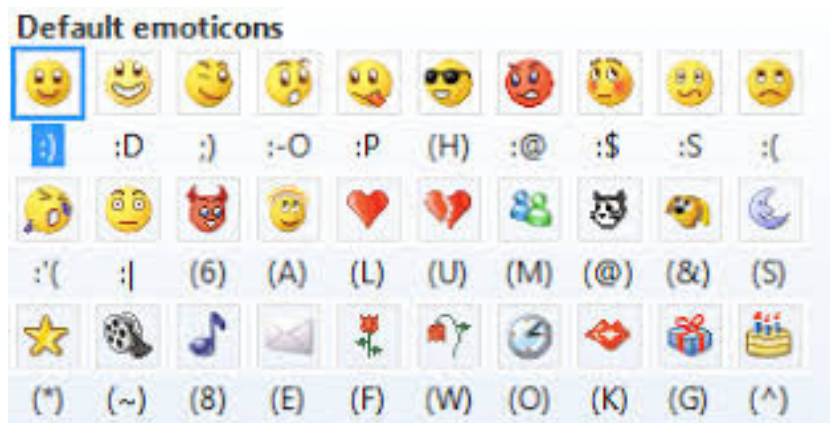 Default emoticons
:) :D ;) :-O :P (H) :@ :$ :S :(
:'( :| (6) (A) (L) (U) (M) (@) (&) (S)
(*) (~) (8) (E) (F) (W) (O) (K) (G) (^)